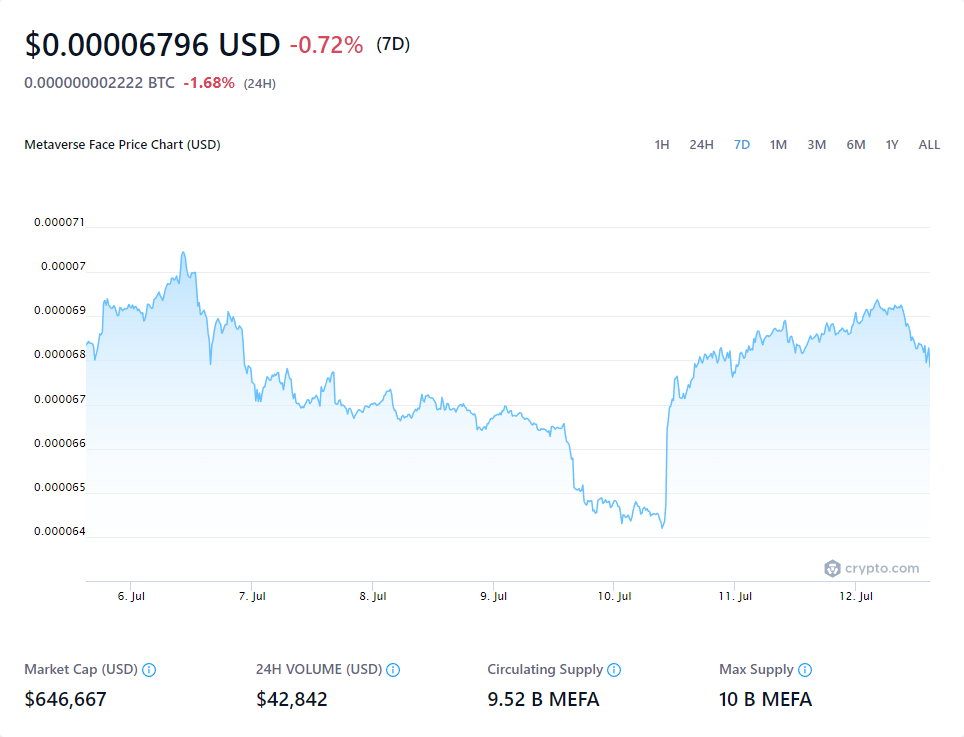 $0.00006796 USD -0.72% (7D)
0.000000002222 BTC -1.68% (24H)
Metaverse Face Price Chart (USD)
1H 24H 7D 1M 3M 6M 1Y ALL
0.000071
0.00007
0.000069
0.000068
0.000067
0.000066
0.000065
0.000064
crypto.com
6. Jul 7. Jul 8. Jul 9. Jul 10. Jul 11. Jul 12. Jul
Market Cap (USD) 24H VOLUME (USD) Circulating Supply Max Supply
$646,667 $42,842 9.52 B MEFA 10 B MEFA